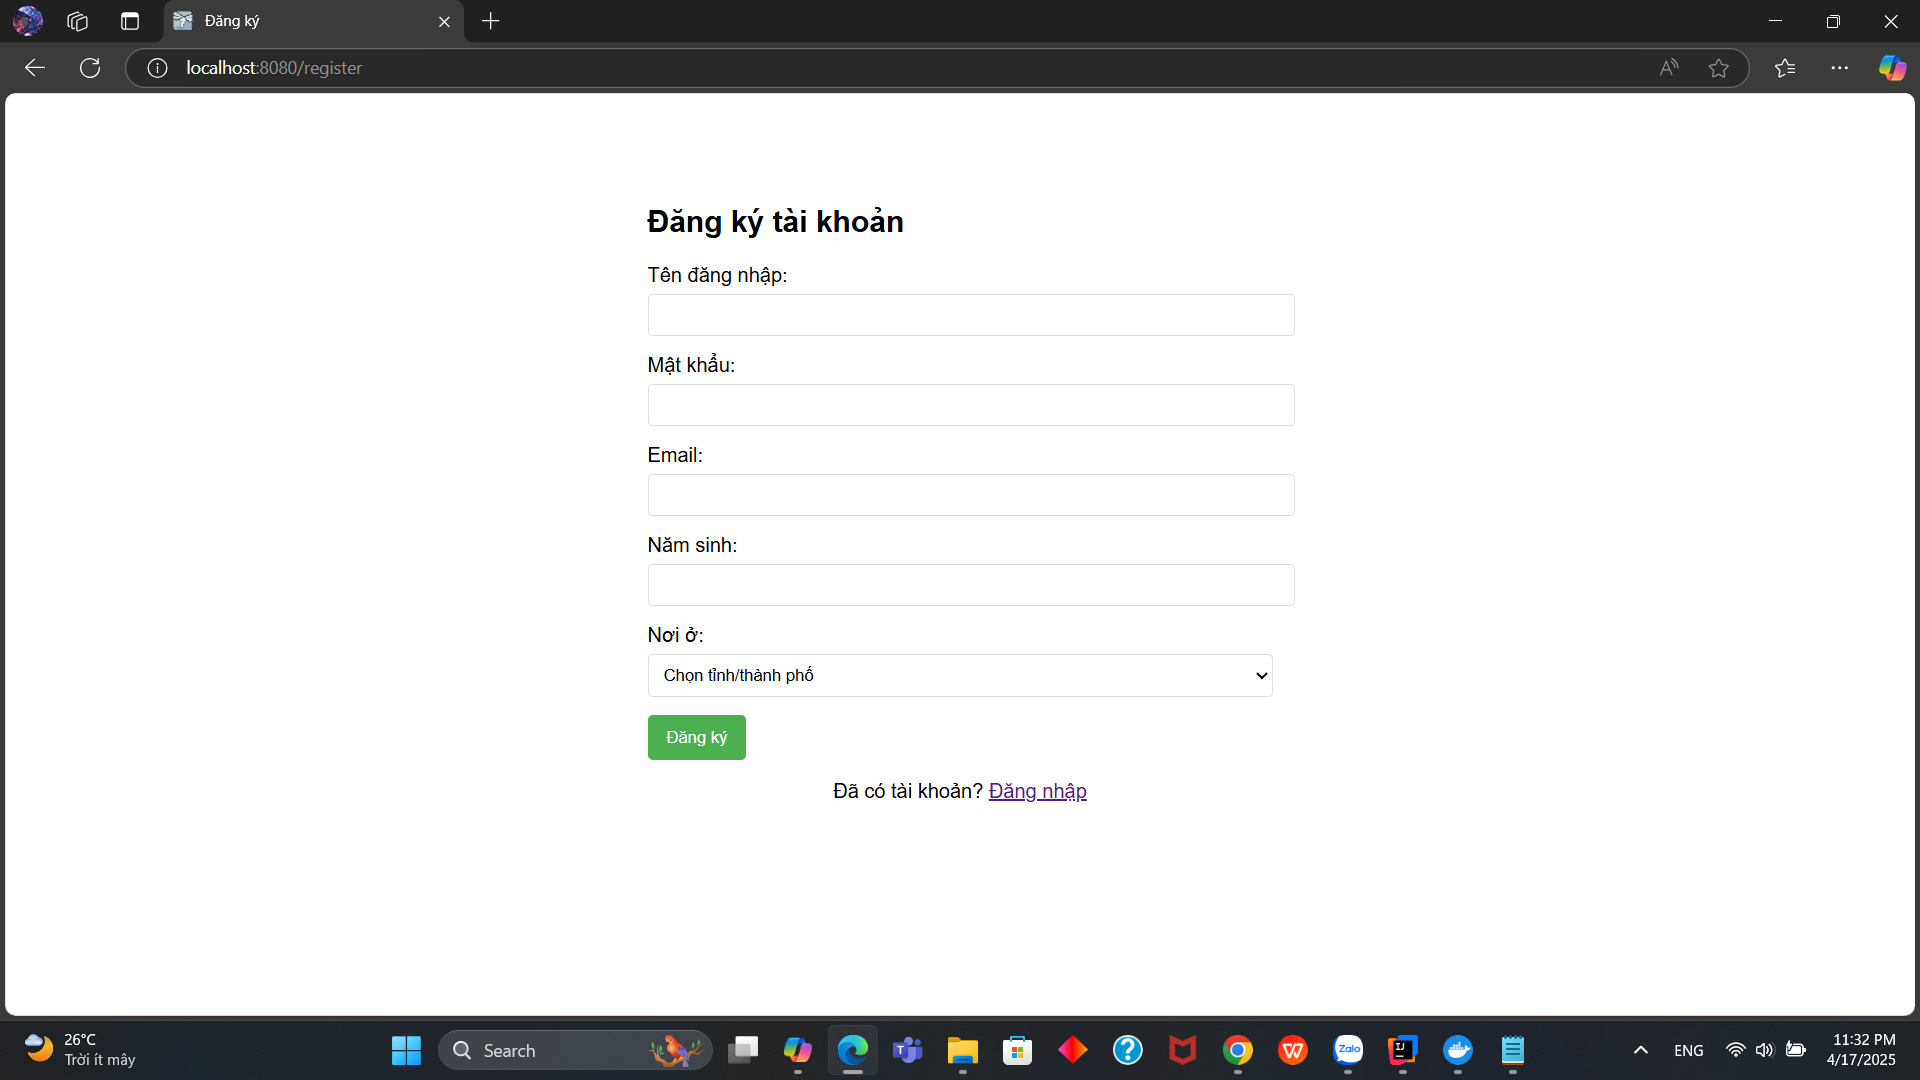 Đăng ký
localhost:8080/register
Đăng ký tài khoản
Tên đăng nhập:
Mật khẩu:
Email:
Năm sinh:
Nơi ở:
Chọn tỉnh/thành phố
Đăng ký
Đã có tài khoản? Đăng nhập
26°C
Trời ít mây
Search
Zalo
ENG
11:32 PM
4/17/2025